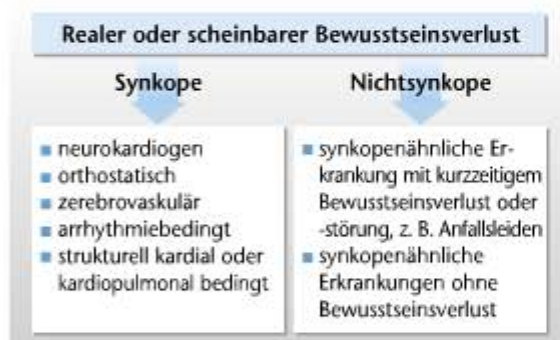 Realer oder scheinbarer Bewusstseinsverlust
Synkope
neurokardiogen
orthostatisch
zerebrovaskulär
arrhythmiebedingt
strukturell kardial oder
kardiopulmonal bedingt
Nichtsynkope
synkopenähnliche Er-
krankung mit kurzzeitigem
Bewusstseinsverlust oder
-störung, z. B. Anfallsleiden
synkopenähnliche
Erkrankungen ohne
Bewusstseinsverlust